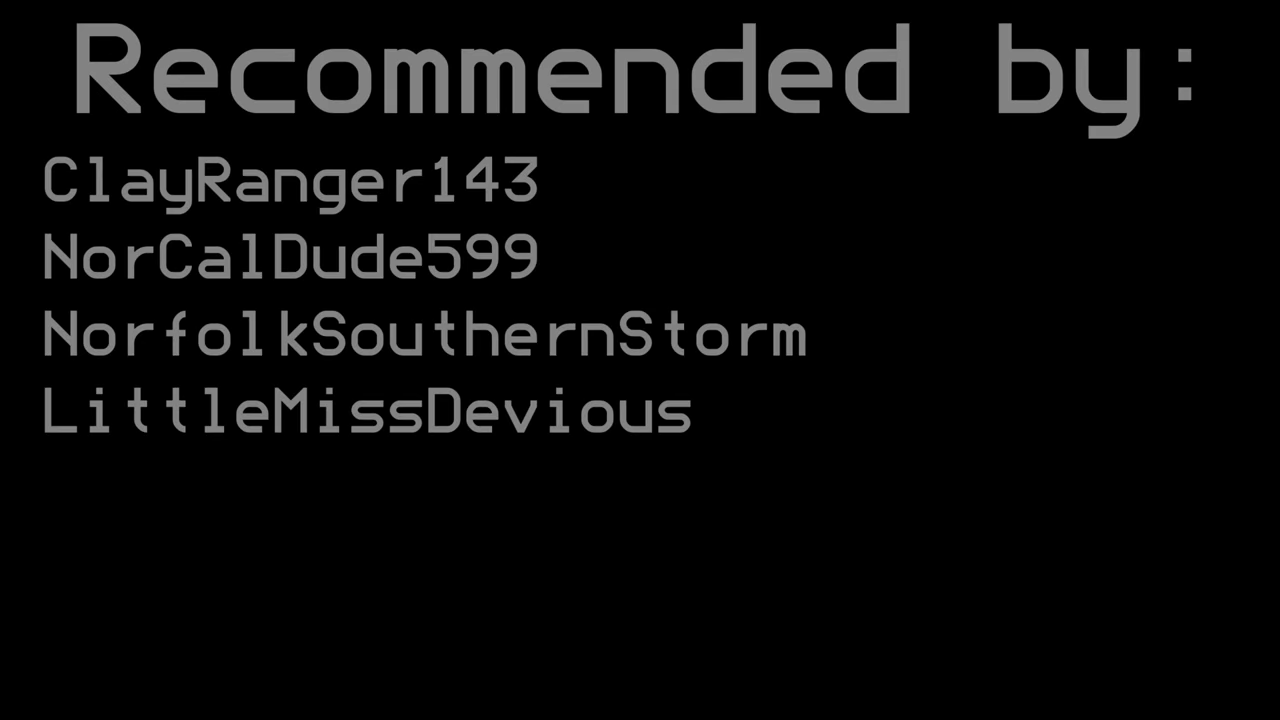 Recommended by:
ClayRanger143
NorCalDude599
NorfolkSouthernStorm
LittleMissDevious